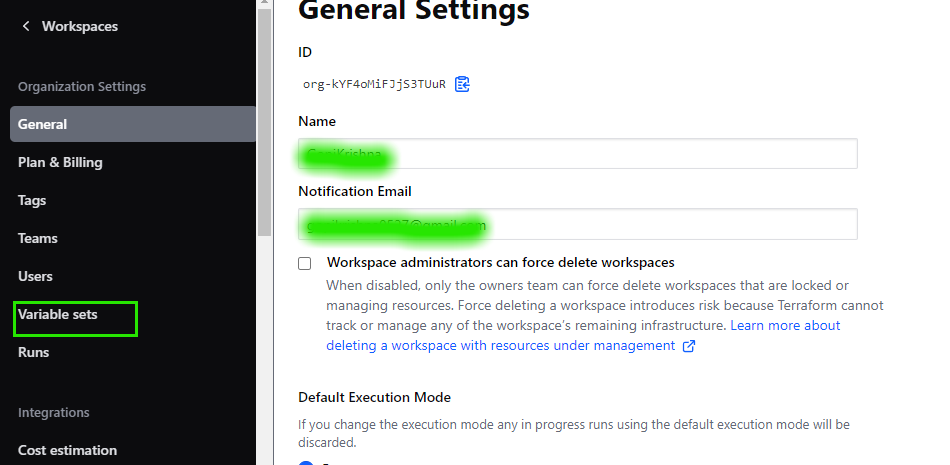 Workspaces
Organization Settings
General
Plan & Billing
Tags
Teams
Users
Variable sets
Runs
Integrations
Cost estimation
General Settings
ID
org-kYF4oMiFJjS3TUuR
Name
Notification Email
Workspace administrators can force delete workspaces
When disabled, only the owners team can force delete workspaces that are locked or
managing resources. Force deleting a workspace introduces risk because Terraform cannot
track or manage any of the workspace's remaining infrastructure. Learn more about
deleting a workspace with resources under management
Default Execution Mode
If you change the execution mode any in progress runs using the default execution mode will be
discarded.